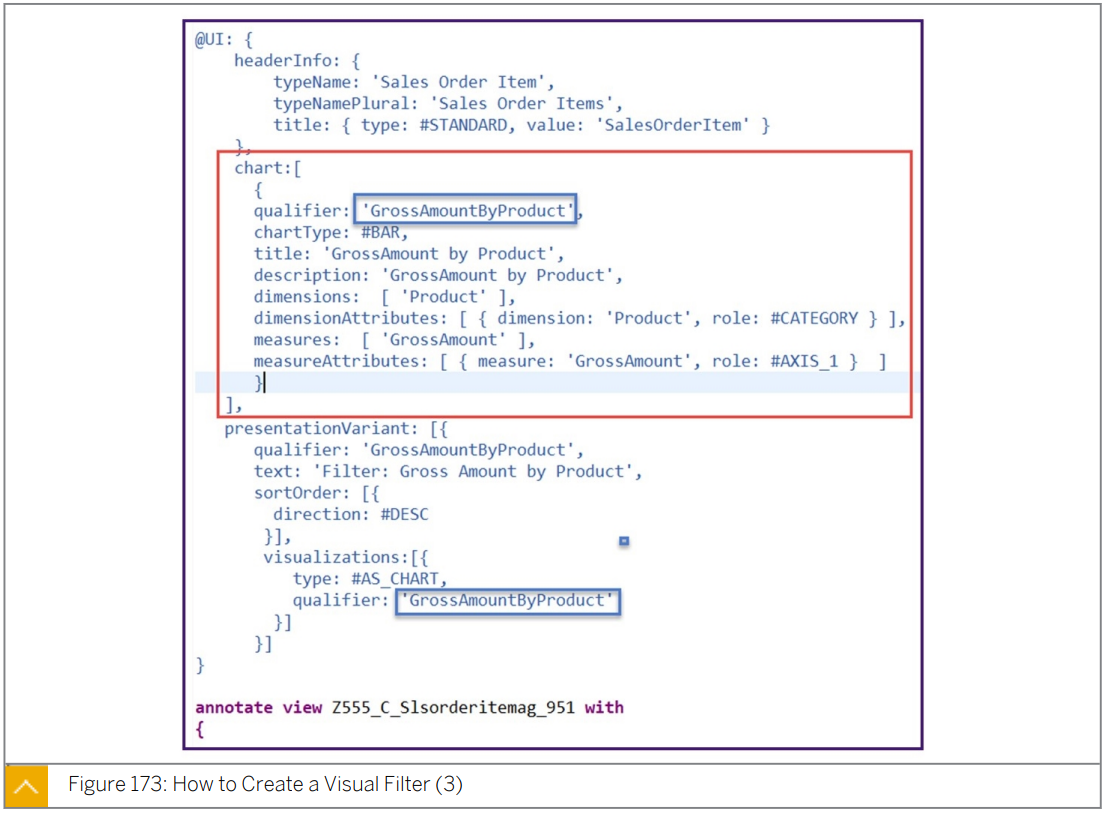 @UI: {
headerInfo: {
typeName: 'Sales Order Item',
typeNamePlural: 'Sales Order Items',
title: { type: #STANDARD, value: 'SalesOrderItem' }
},
chart:[
{
qualifier: 'GrossAmountByProduct',
chartType: #BAR,
title: 'GrossAmount by Product',
description: 'GrossAmount by Product',
dimensions: [ 'Product' ],
dimensionAttributes: [ { dimension: 'Product', role: #CATEGORY } ],
measures: [ 'GrossAmount' ],
measureAttributes: [ { measure: 'GrossAmount', role: #AXIS_1 } ]
}
],
presentationVariant: [{
qualifier: 'GrossAmountByProduct',
text: 'Filter: Gross Amount by Product',
sortOrder: [{
direction: #DESC
}],
visualizations:[{
type: #AS_CHART,
qualifier: 'GrossAmountByProduct'
}]
}]
}
annotate view Z555_C_Slsorderitemag_951 with
{
Figure 173: How to Create a Visual Filter (3)